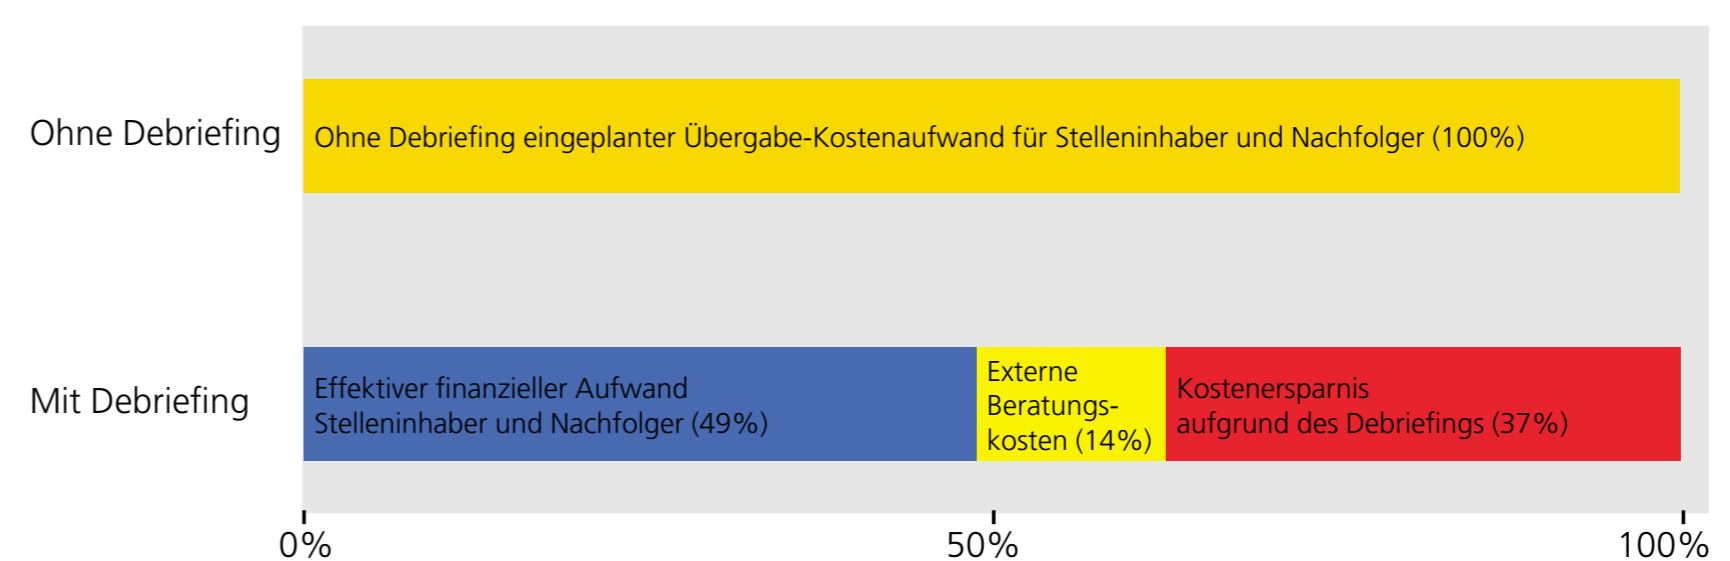 Ohne Debriefing
Ohne Debriefing eingeplanter Übergabe-Kostenaufwand für Stelleninhaber und Nachfolger (100%)
Mit Debriefing
Effektiver finanzieller Aufwand
Stelleninhaber und Nachfolger (49%)
Externe
Beratungs-
kosten (14%)
Kostenersparnis
aufgrund des Debriefings (37%)
0%
50%
100%